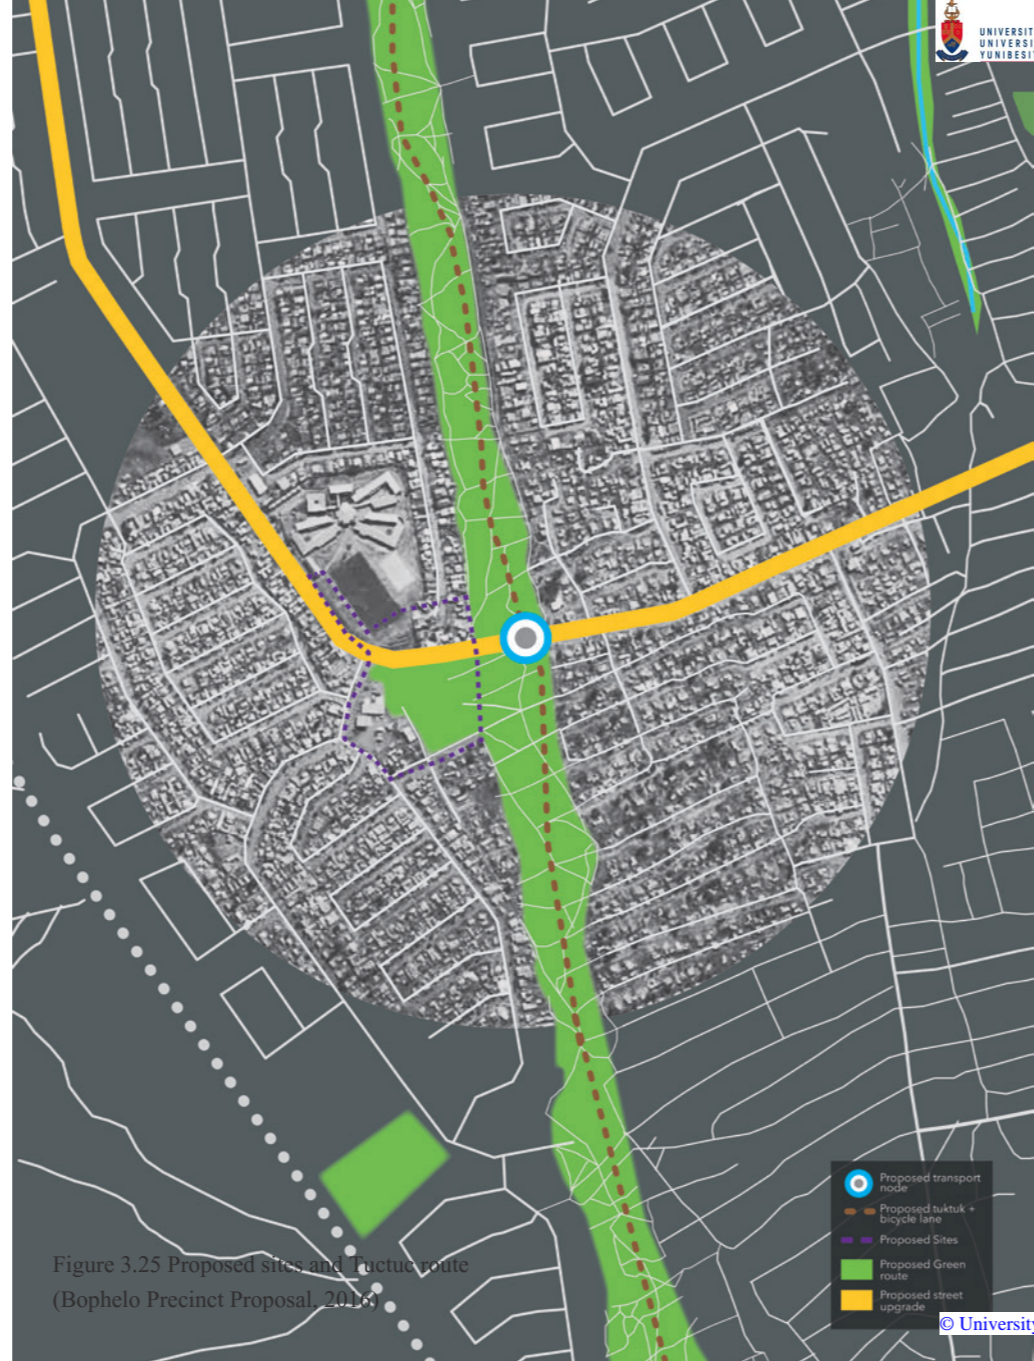 UNIVERSIT
UNIVERSI
YUNIBESI
Proposed transport
node
Proposed tuktuk +
bicycle lane
Proposed Sites
Proposed Green
route
Proposed street
upgrade
Figure 3.25 Proposed sites and Tuctuc route
(Bophelo Precinct Proposal, 2016)
© University